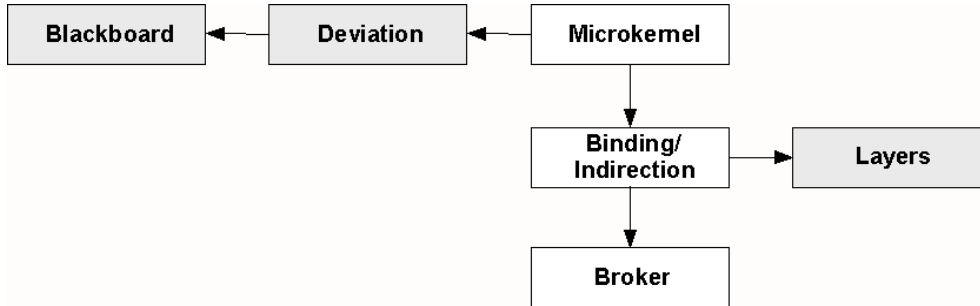 Blackboard
Deviation
Microkernel
Binding/
Indirection
Layers
Broker